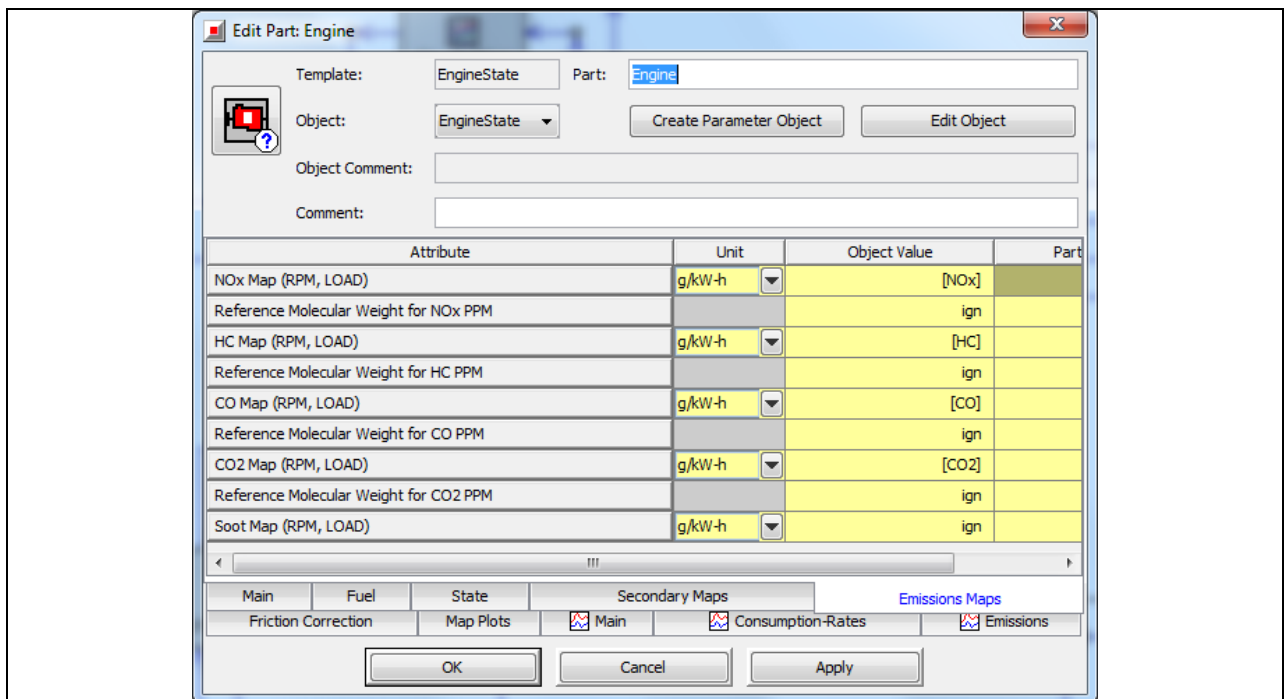 Edit Part: Engine
Template: EngineState Part: Engine
Object: EngineState Create Parameter Object Edit Object
Object Comment:
Comment:
Attribute Unit Object Value Part
NOx Map (RPM, LOAD) g/kW-h [NOx]
Reference Molecular Weight for NOx PPM ign
HC Map (RPM, LOAD) g/kW-h [HC]
Reference Molecular Weight for HC PPM ign
CO Map (RPM, LOAD) g/kW-h [CO]
Reference Molecular Weight for CO PPM ign
CO2 Map (RPM, LOAD) g/kW-h [CO2]
Reference Molecular Weight for CO2 PPM ign
Soot Map (RPM, LOAD) g/kW-h ign
Main Fuel State Secondary Maps Emissions Maps
Friction Correction Map Plots Main Consumption-Rates Emissions
OK Cancel Apply